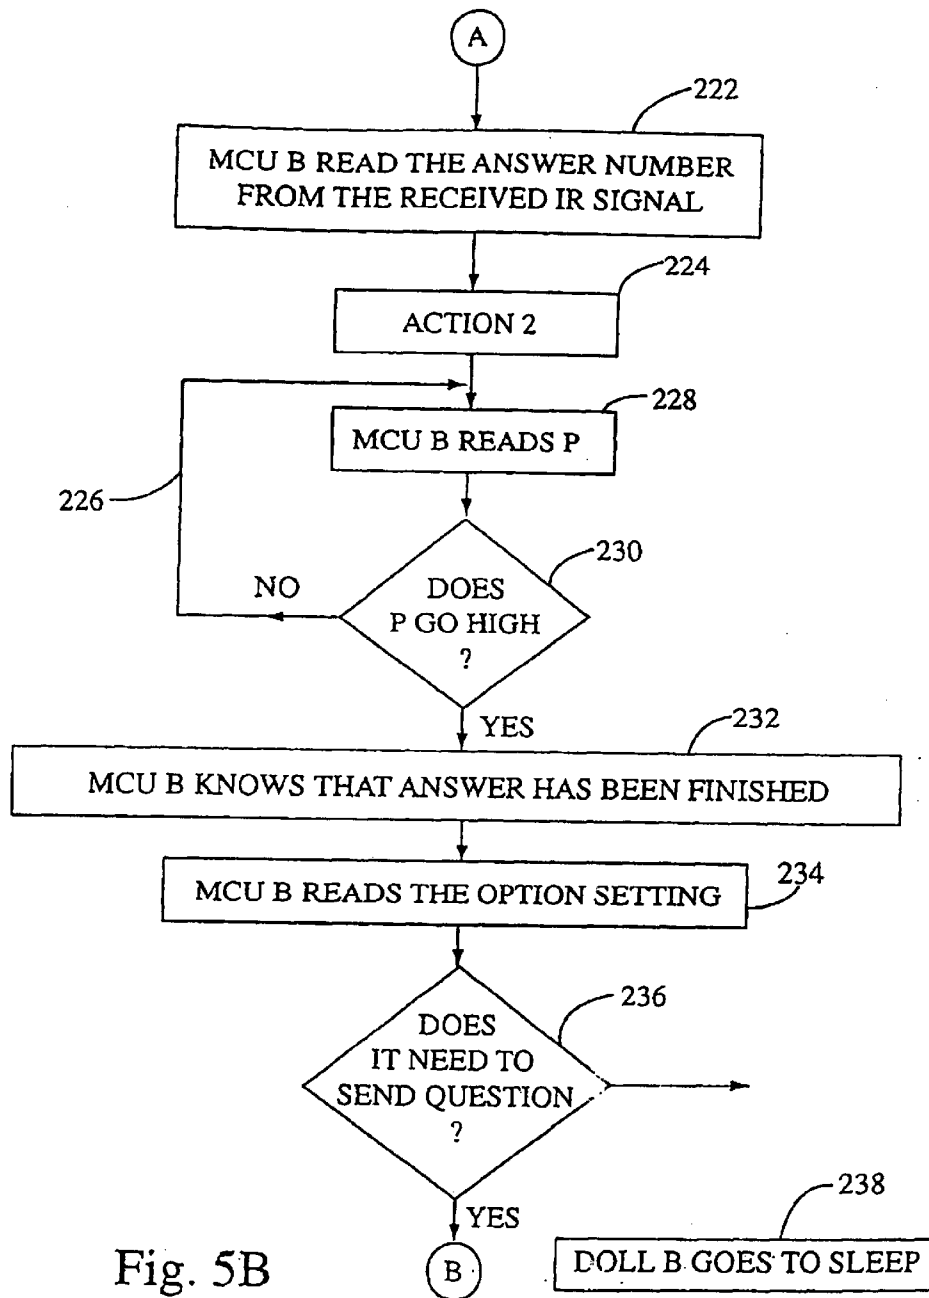 A
222
MCU B READ THE ANSWER NUMBER
FROM THE RECEIVED IR SIGNAL
224
ACTION 2
228
MCU B READS P
226
230
NO
DOES
P GO HIGH
?
YES
232
MCU B KNOWS THAT ANSWER HAS BEEN FINISHED
234
MCU B READS THE OPTION SETTING
236
DOES
IT NEED TO
SEND QUESTION
?
YES
238
B
DOLL B GOES TO SLEEP
Fig. 5B